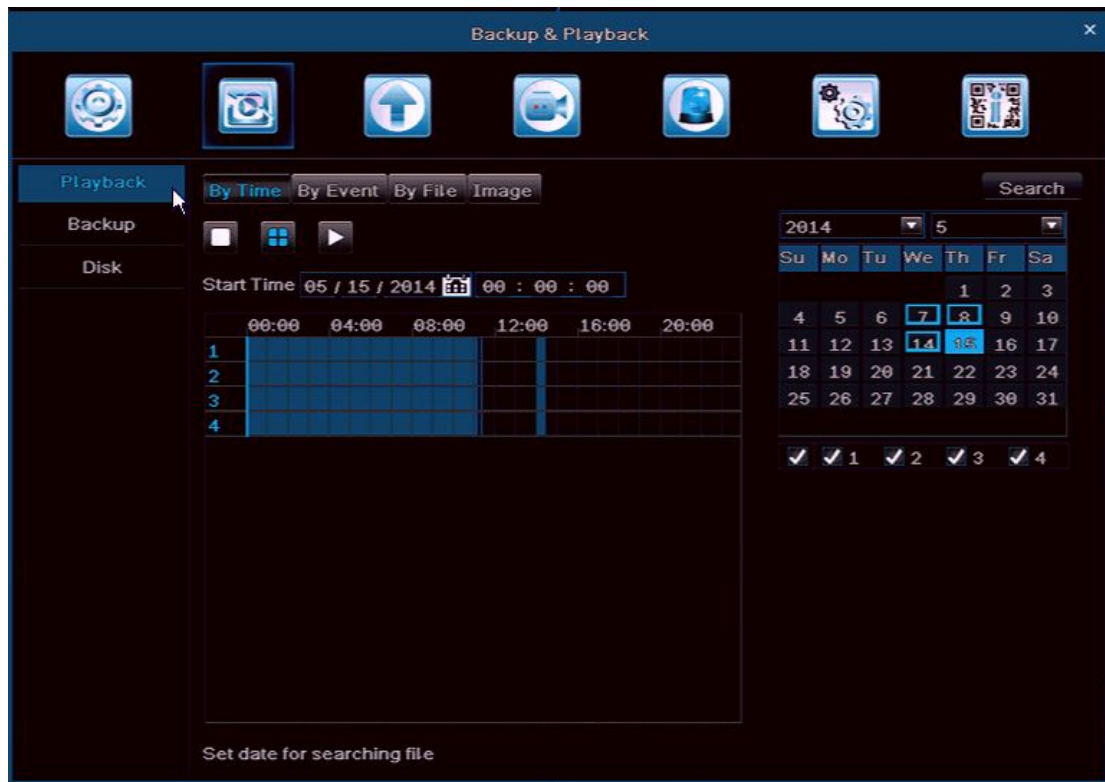 Backup & Playback
×
Playback
Backup
Disk
By Time By Event By File Image
Search
Start Time 05 / 15 / 2014 00 : 00 : 00
00:00 04:00 08:00 12:00 16:00 20:00
1
2
3
4
2014 5
Su Mo Tu We Th Fr Sa
1 2 3
4 5 6 7 8 9 10
11 12 13 14 15 16 17
18 19 20 21 22 23 24
25 26 27 28 29 30 31
1 2 3 4
Set date for searching file